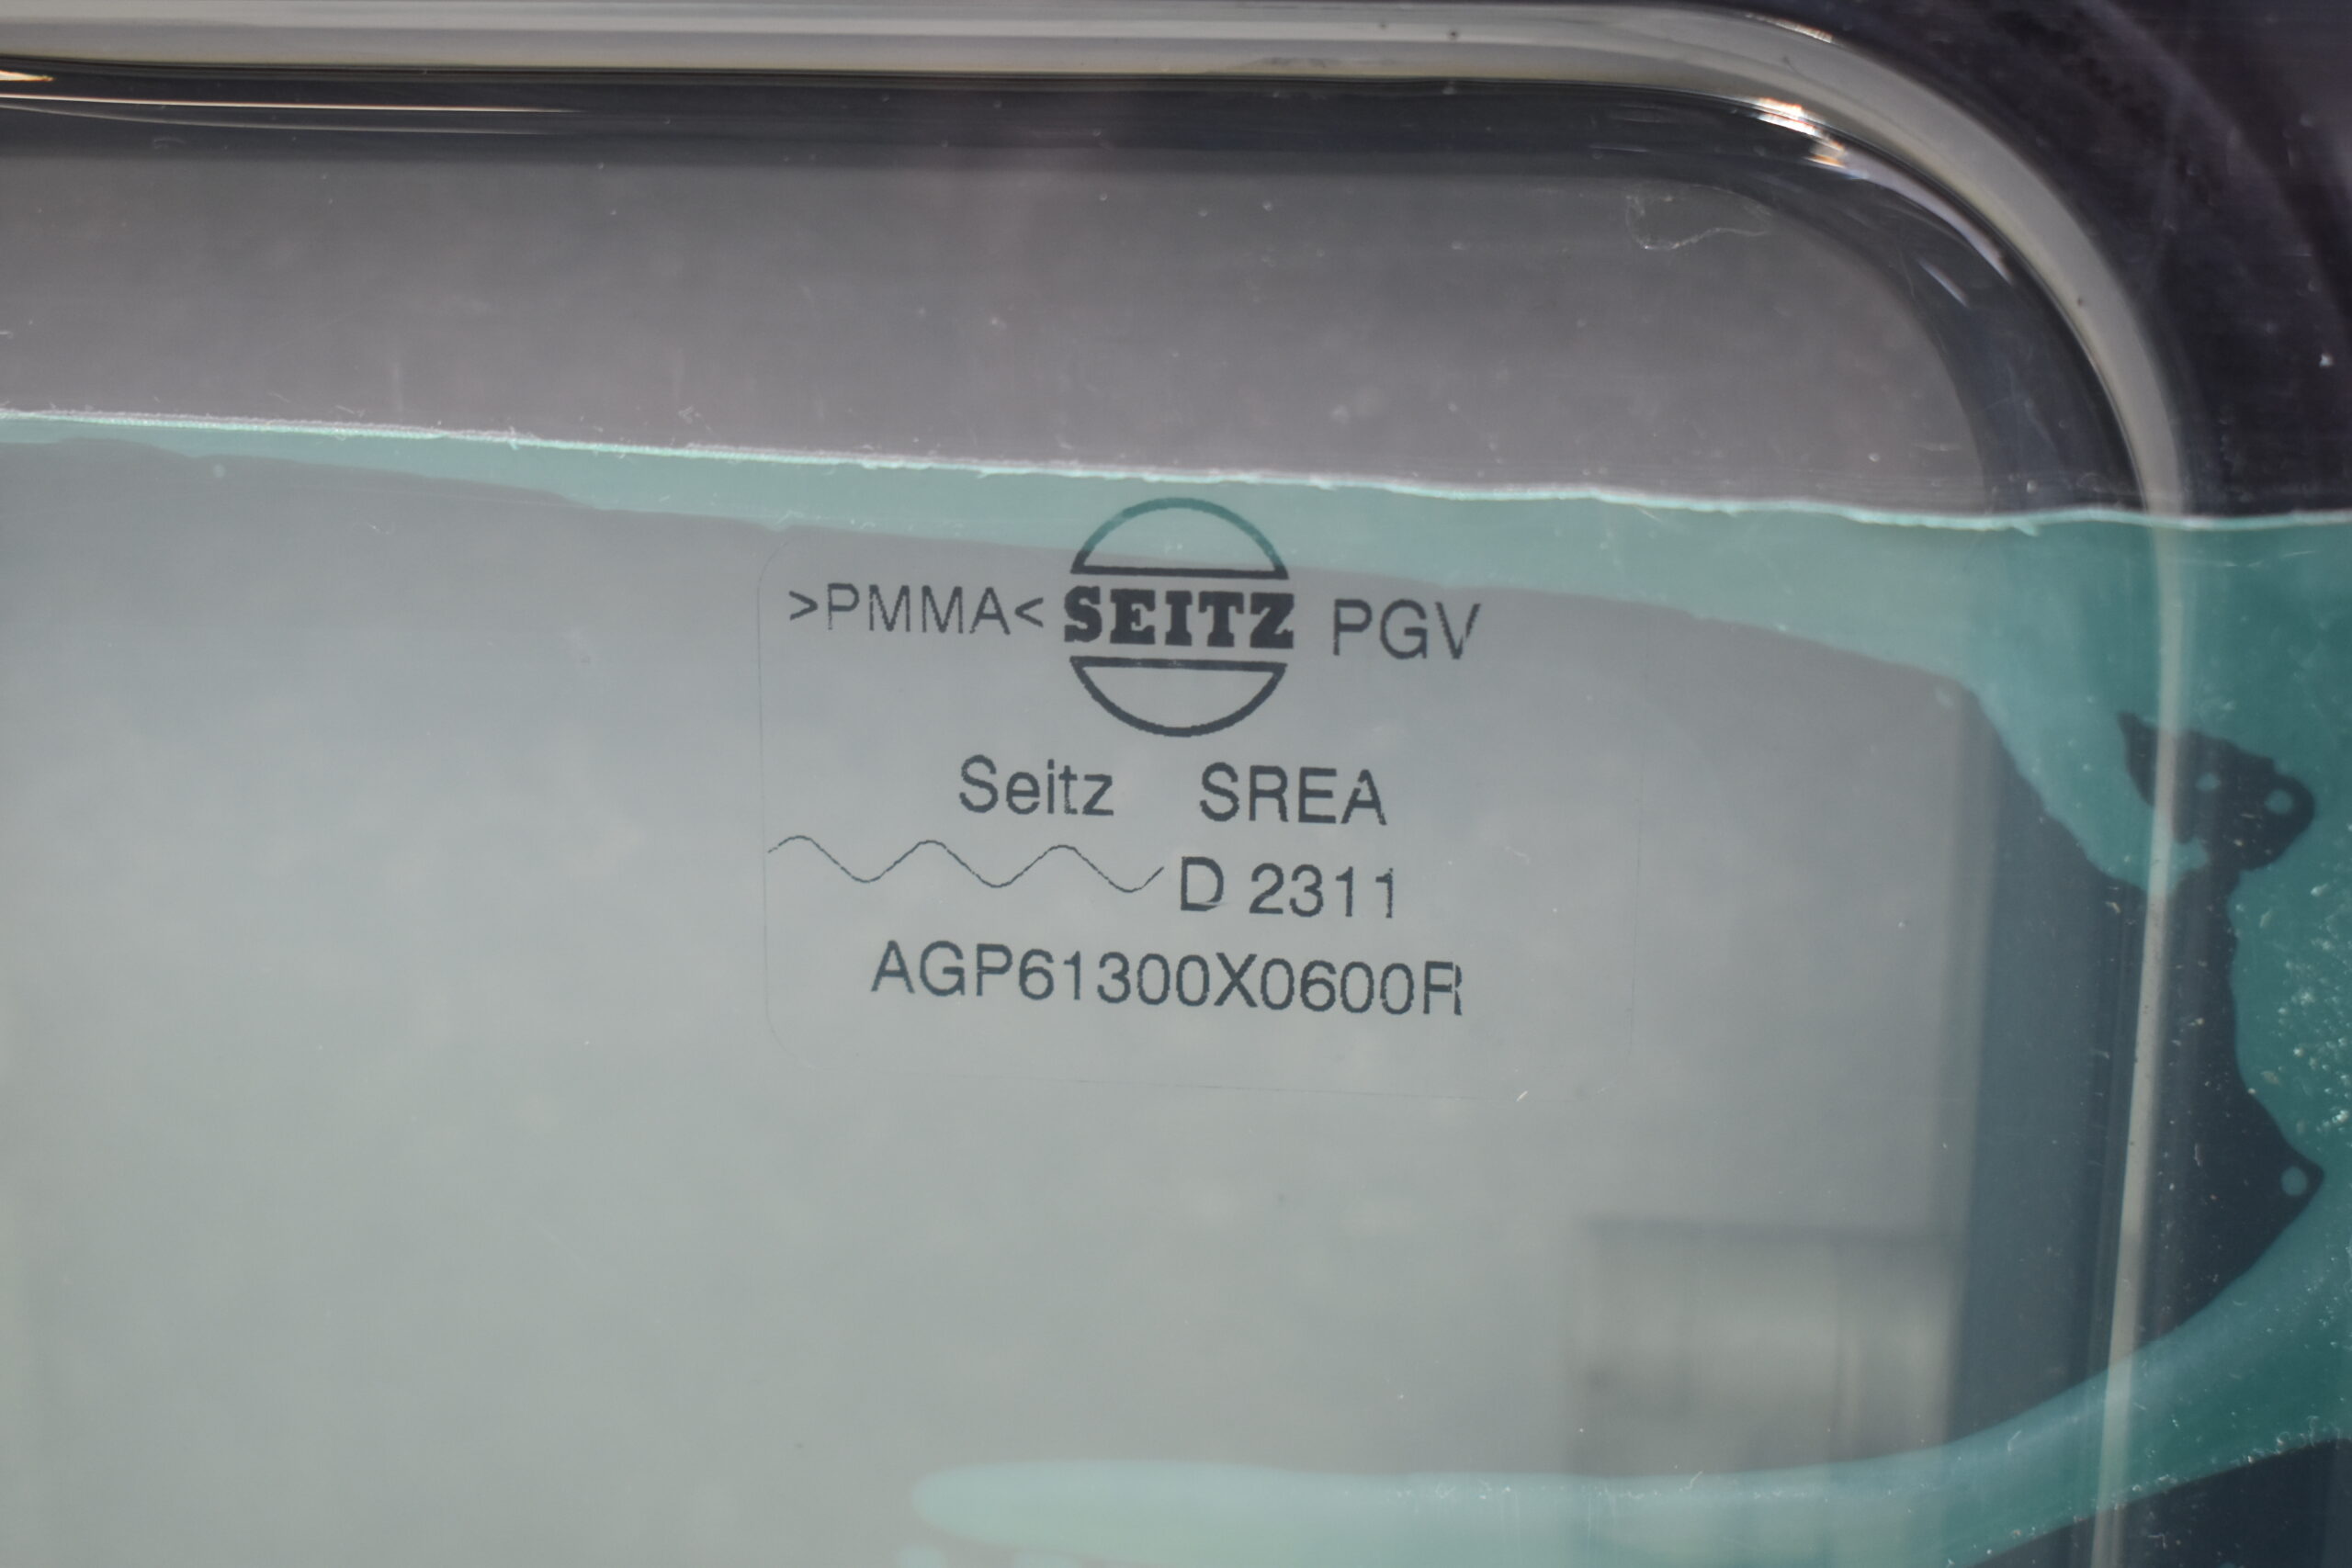 >PMMA< SEITZ PGV
Seitz SREA
D 2311
AGP61300X0600R